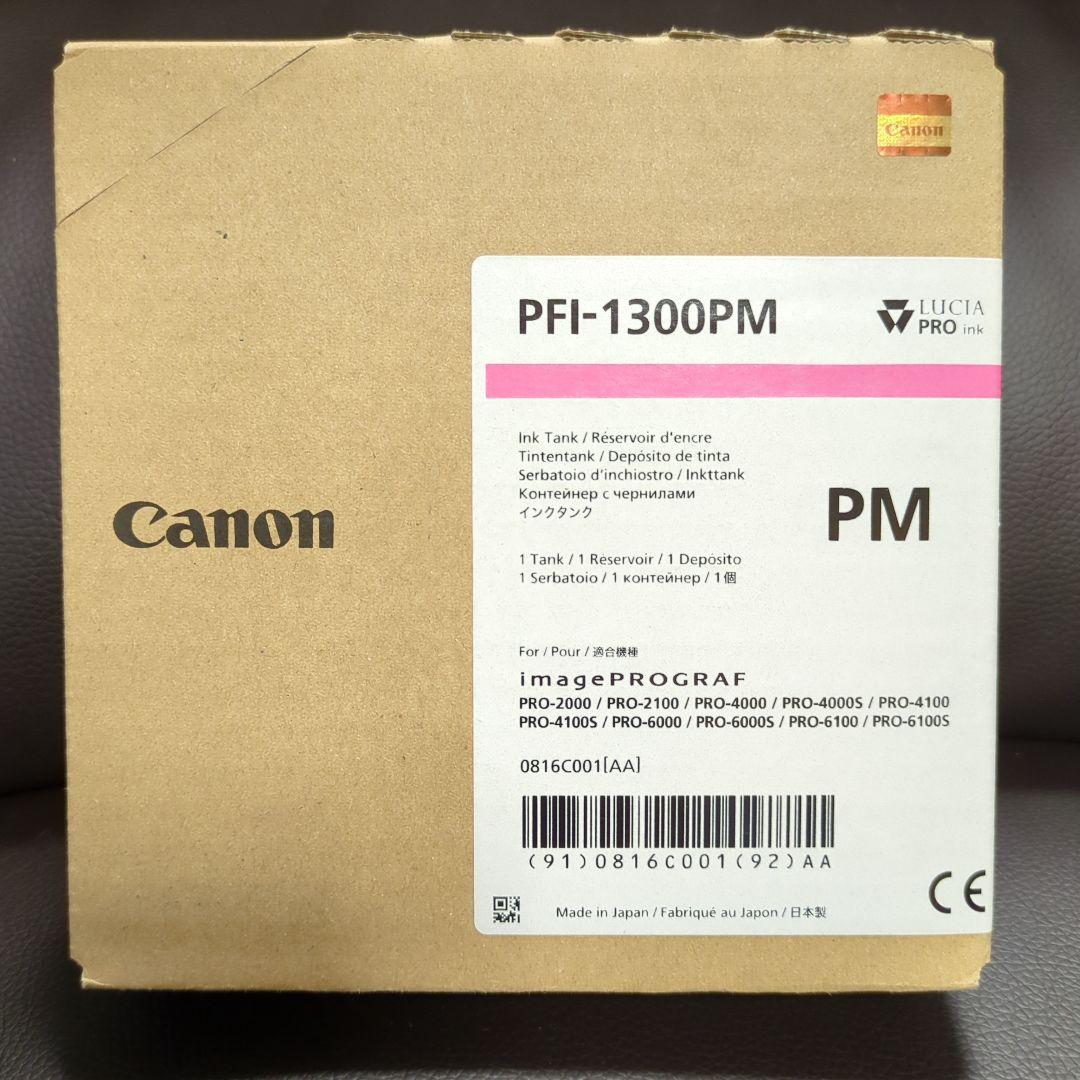 Canon
PFI-1300PM
LUCIA
PRO ink
Ink Tank / Réservoir d'encre
Tintentank / Depósito de tinta
Serbatoio d'inchiostro / Inkttank
Контейнер с чернилами
インクタンク
PM
Canon
1 Tank / 1 Réservoir / 1 Depósito
1 Serbatoio / 1 контейнер / 1個
For / Pour / 適合機種
imagePROGRAF
PRO-2000 / PRO-2100 / PRO-4000 / PRO-4000S / PRO-4100
PRO-4100S / PRO-6000 / PRO-6000S / PRO-6100 / PRO-6100S
0816C001[AA]
(91)0816C001(92)AA
Made in Japan / Fabriqué au Japon / 日本製
CE